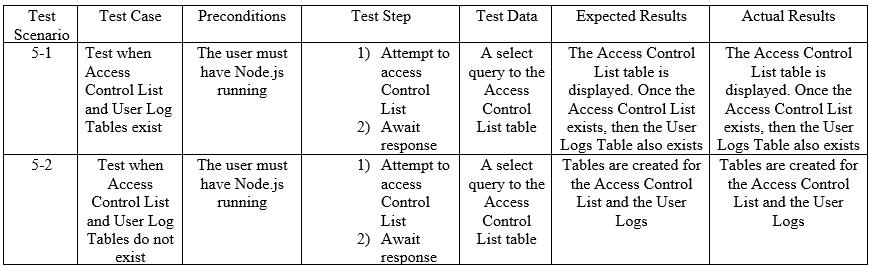 Test Scenario
Test Case
Preconditions
Test Step
Test Data
Expected Results
Actual Results
5-1
Test when
Access
Control List
and User Log
Tables exist
The user must
have Node.js
running
1) Attempt to
access
Control
List
2) Await
response
A select
query to the
Access
Control
List table
The Access Control
List table is
displayed. Once the
Access Control List
exists, then the User
Logs Table also exists
The Access Control
List table is
displayed. Once the
Access Control List
exists, then the User
Logs Table also exists
5-2
Test when
Access
Control List
and User Log
Tables do not
exist
The user must
have Node.js
running
1) Attempt to
access
Control
List
2) Await
response
A select
query to the
Access
Control
List table
Tables are created for
the Access Control
List and the User
Logs
Tables are created for
the Access Control
List and the User
Logs